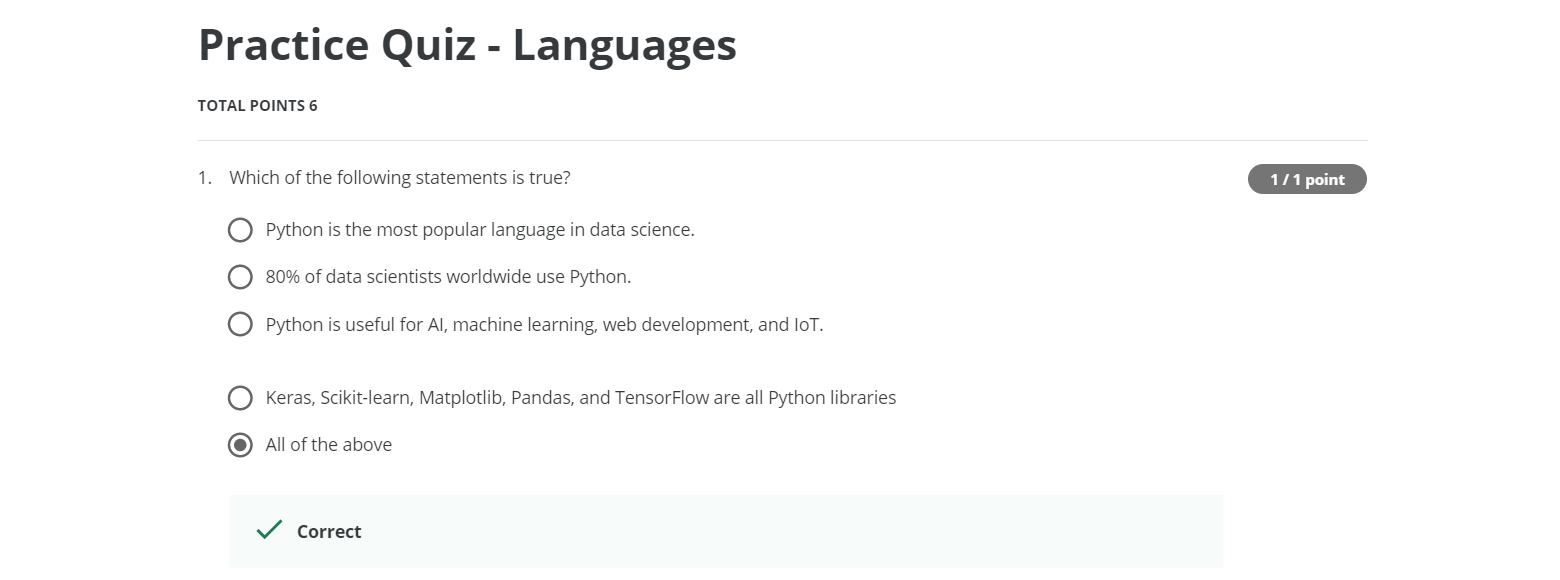 Practice Quiz - Languages
TOTAL POINTS 6
1. Which of the following statements is true?
1 / 1 point
Python is the most popular language in data science.
80% of data scientists worldwide use Python.
Python is useful for AI, machine learning, web development, and IoT.
Keras, Scikit-learn, Matplotlib, Pandas, and TensorFlow are all Python libraries
All of the above
Correct